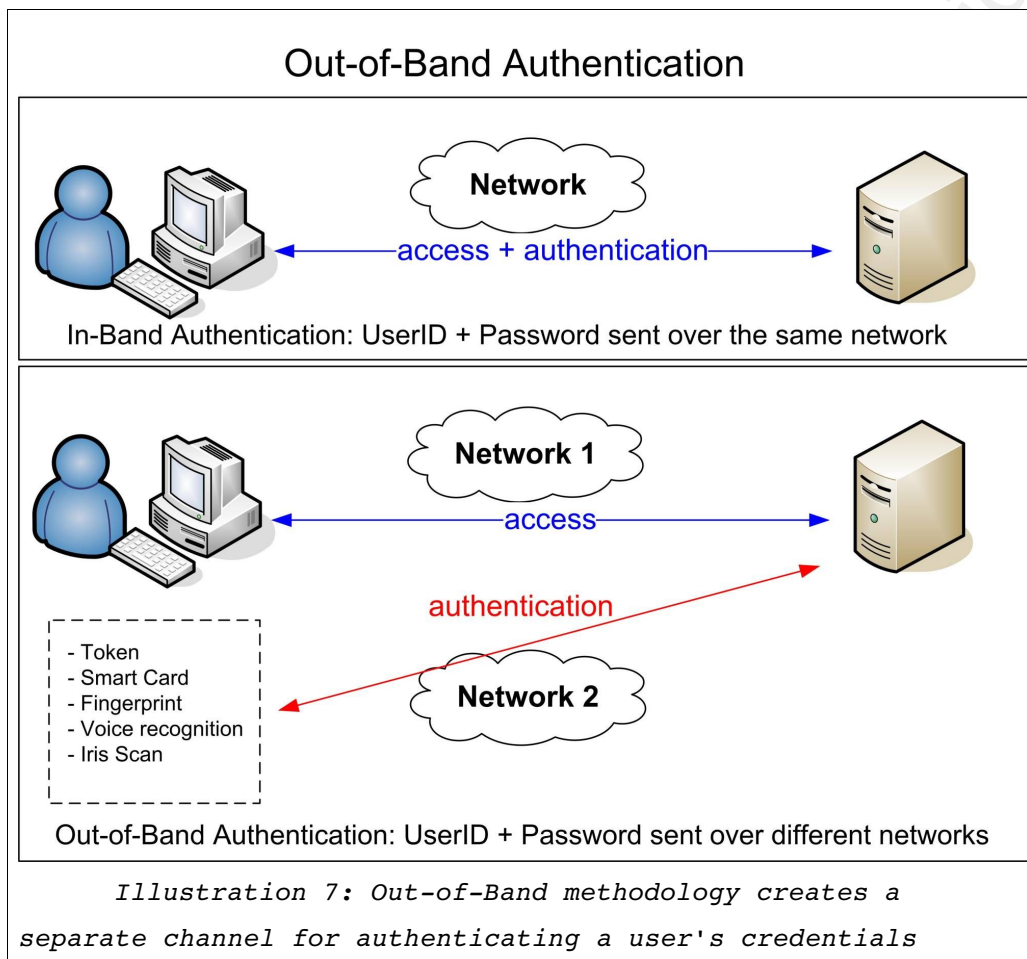 Out-of-Band Authentication
Network
access + authentication
In-Band Authentication: UserID + Password sent over the same network
Network 1
access
authentication
- Token
- Smart Card
- Fingerprint
- Voice recognition
- Iris Scan
Network 2
Out-of-Band Authentication: UserID + Password sent over different networks
Illustration 7: Out-of-Band methodology creates a
separate channel for authenticating a user's credentials